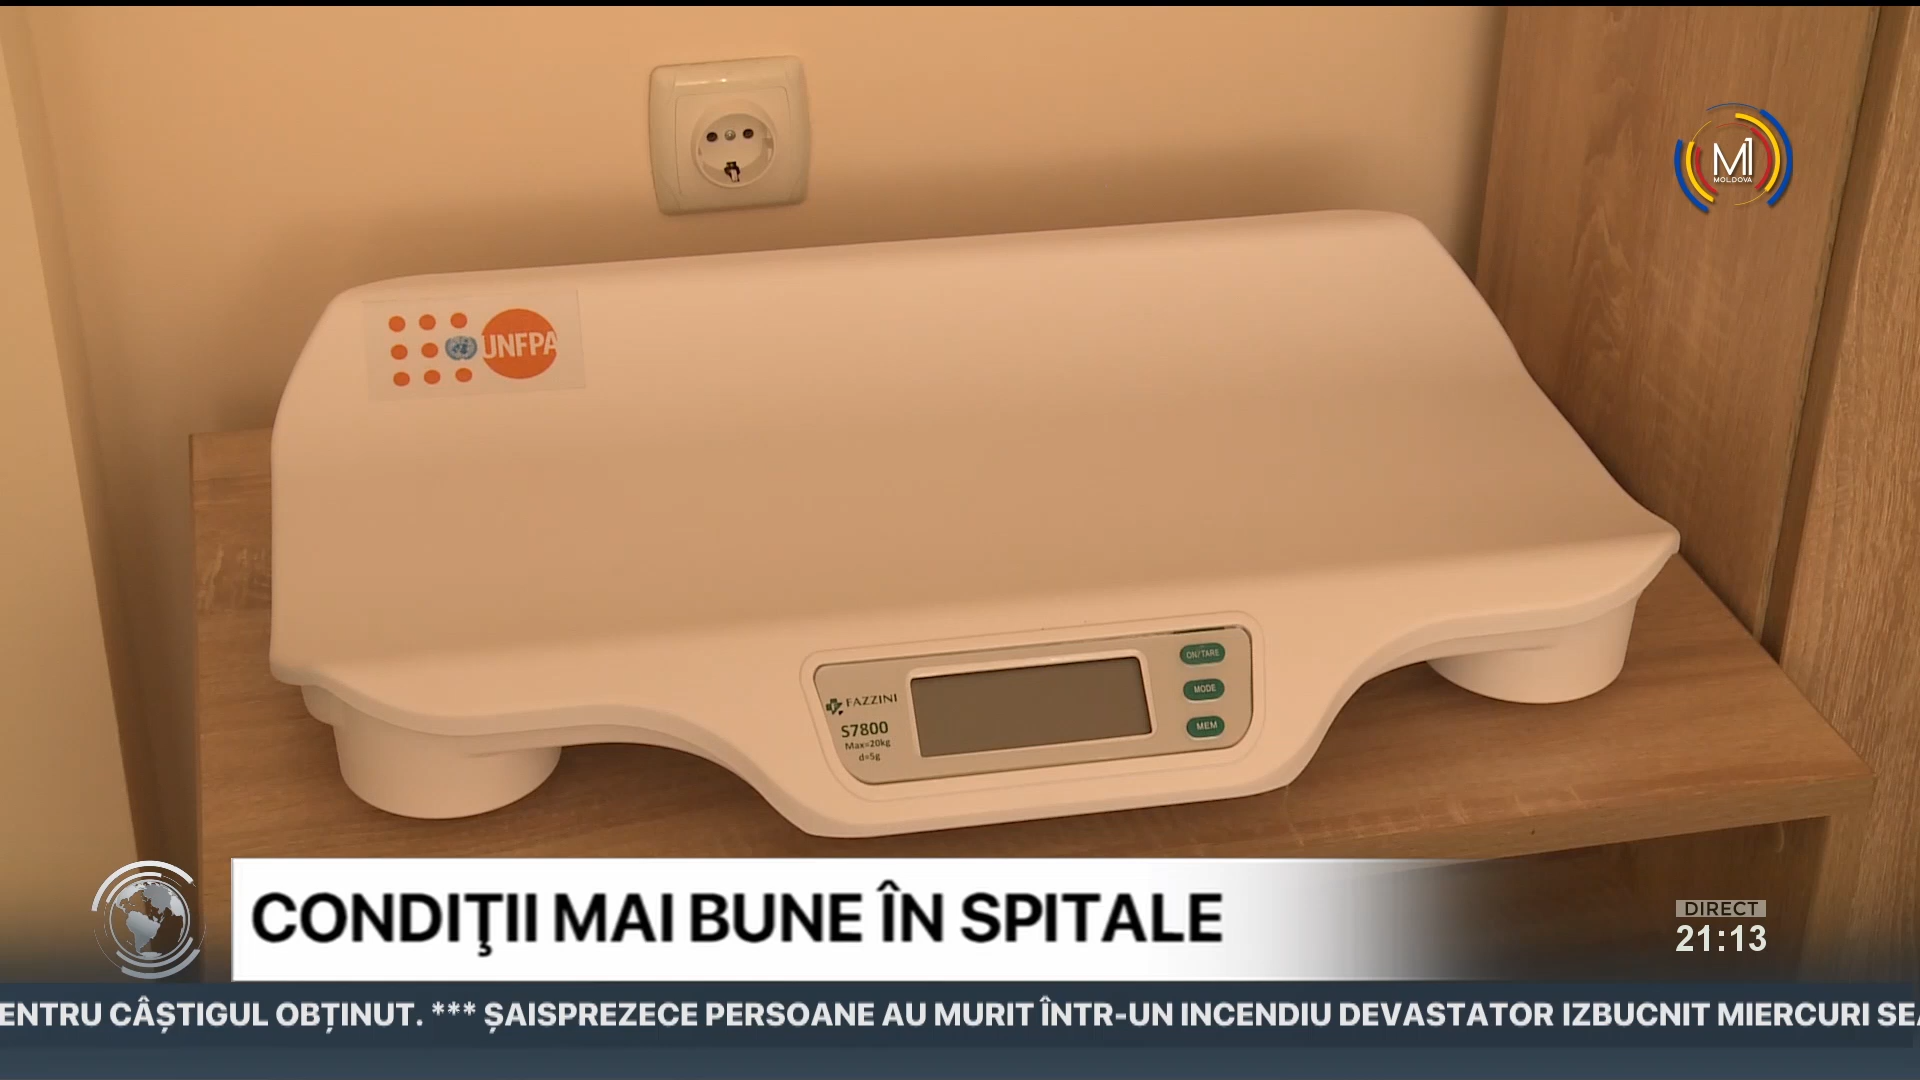 M1
MOLDOVA
UNFPA
ON/TARE
MODE
MEM
FAZZINI
S7800
Max=20kg
d=5g
CONDIŢII MAI BUNE ÎN SPITALE
DIRECT
21:13
ENTRU CÂȘTIGUL OBȚINUT. *** ȘAISPREZECE PERSOANE AU MURIT ÎNTR-UN INCENDIU DEVASTATOR IZBUCNIT MIERCURI SEA